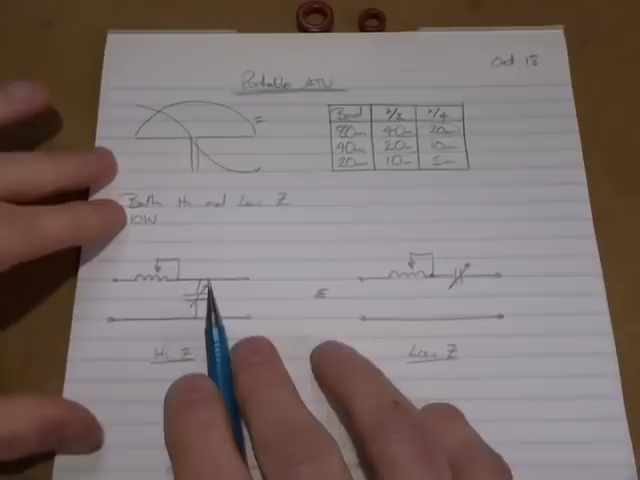 Oct 18
Portable ATU
Band λ/2 λ/4
80m 40m 20m
40m 20m 10m
20m 10m 5m
Both Hi and Low Z
10W
Hi Z
Low Z